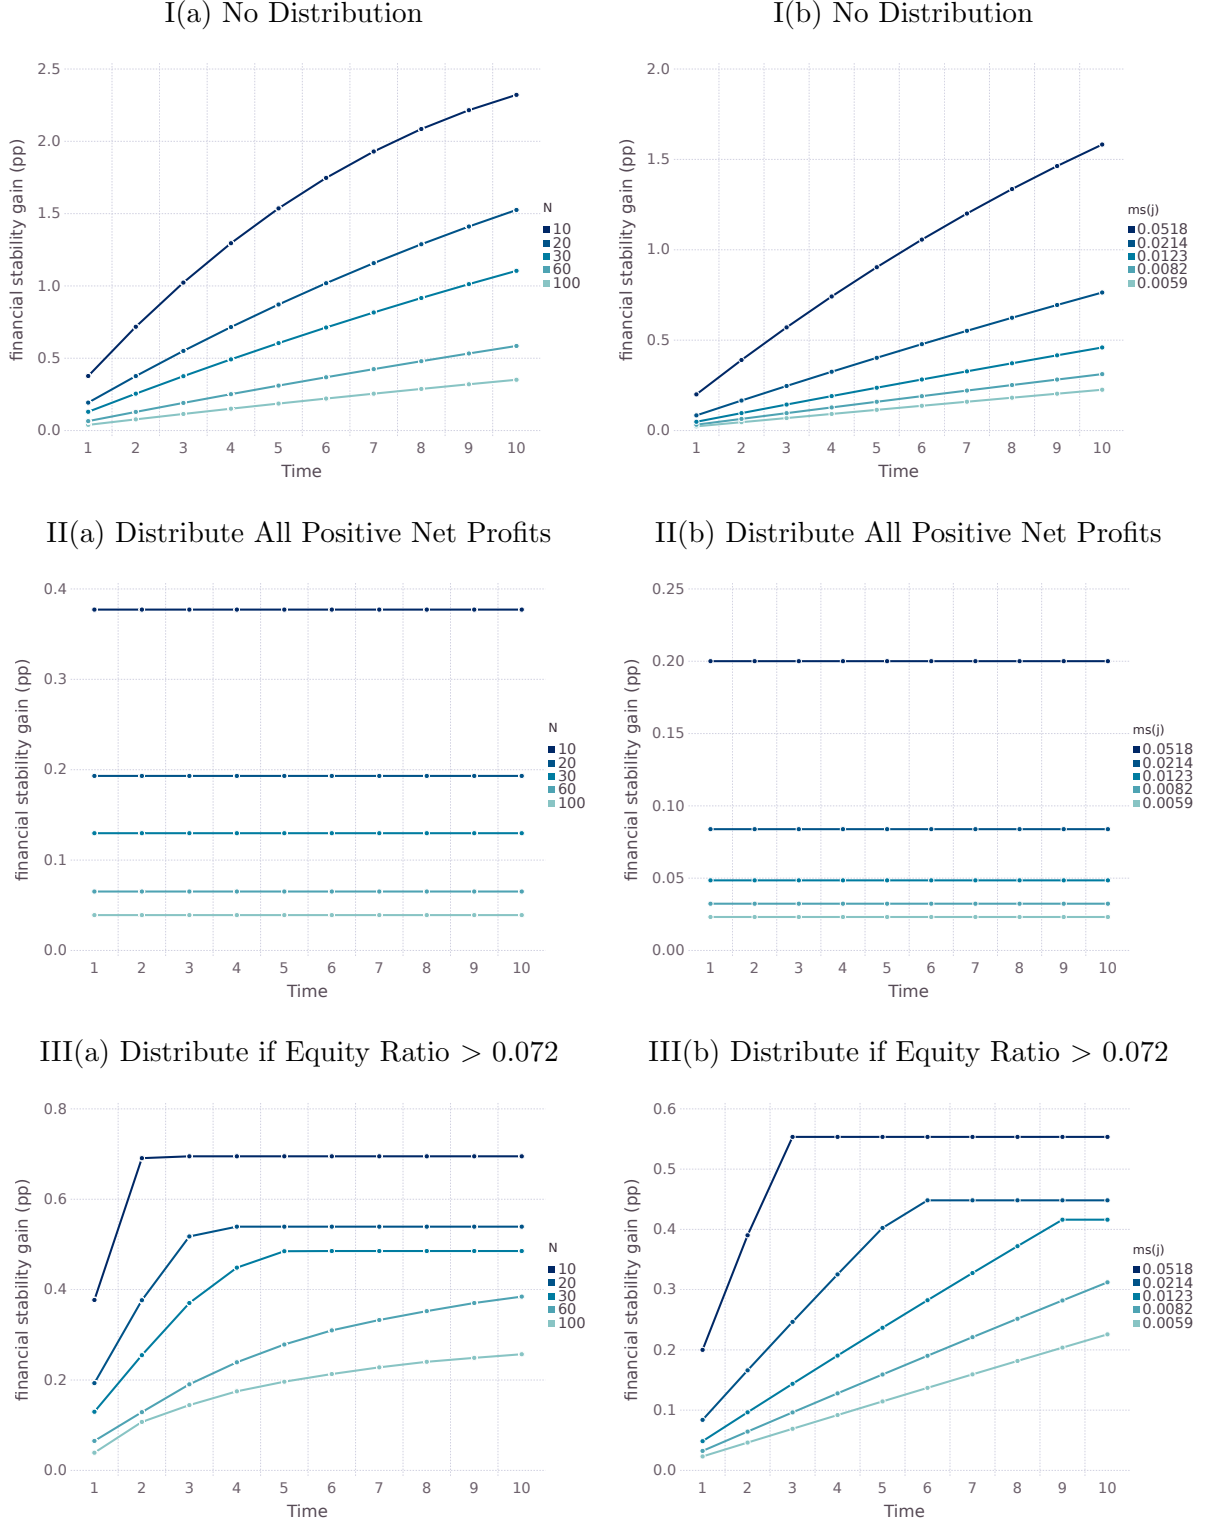 I(a) No Distribution
financial stability gain (pp)
2.5
2.0
1.5
1.0
0.5
0.0
1 2 3 4 5 6 7 8 9 10
Time
N
10
20
30
60
100
I(b) No Distribution
financial stability gain (pp)
2.0
1.5
1.0
0.5
0.0
1 2 3 4 5 6 7 8 9 10
Time
ms(j)
0.0518
0.0214
0.0123
0.0082
0.0059
II(a) Distribute All Positive Net Profits
financial stability gain (pp)
0.4
0.3
0.2
0.1
0.0
1 2 3 4 5 6 7 8 9 10
Time
N
10
20
30
60
100
II(b) Distribute All Positive Net Profits
financial stability gain (pp)
0.25
0.20
0.15
0.10
0.05
0.00
1 2 3 4 5 6 7 8 9 10
Time
ms(j)
0.0518
0.0214
0.0123
0.0082
0.0059
III(a) Distribute if Equity Ratio > 0.072
financial stability gain (pp)
0.8
0.6
0.4
0.2
0.0
1 2 3 4 5 6 7 8 9 10
Time
N
10
20
30
60
100
III(b) Distribute if Equity Ratio > 0.072
financial stability gain (pp)
0.6
0.5
0.4
0.3
0.2
0.1
0.0
1 2 3 4 5 6 7 8 9 10
Time
ms(j)
0.0518
0.0214
0.0123
0.0082
0.0059